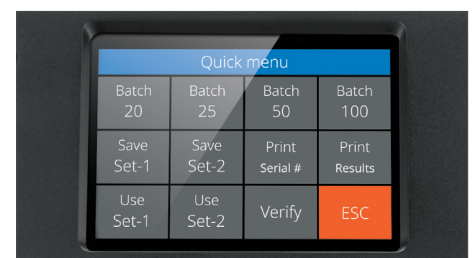 Quick menu
Batch Batch Batch Batch
20 25 50 100
Save Save Print Print
Set-1 Set-2 Serial # Results
Use Use Verify ESC
Set-1 Set-2